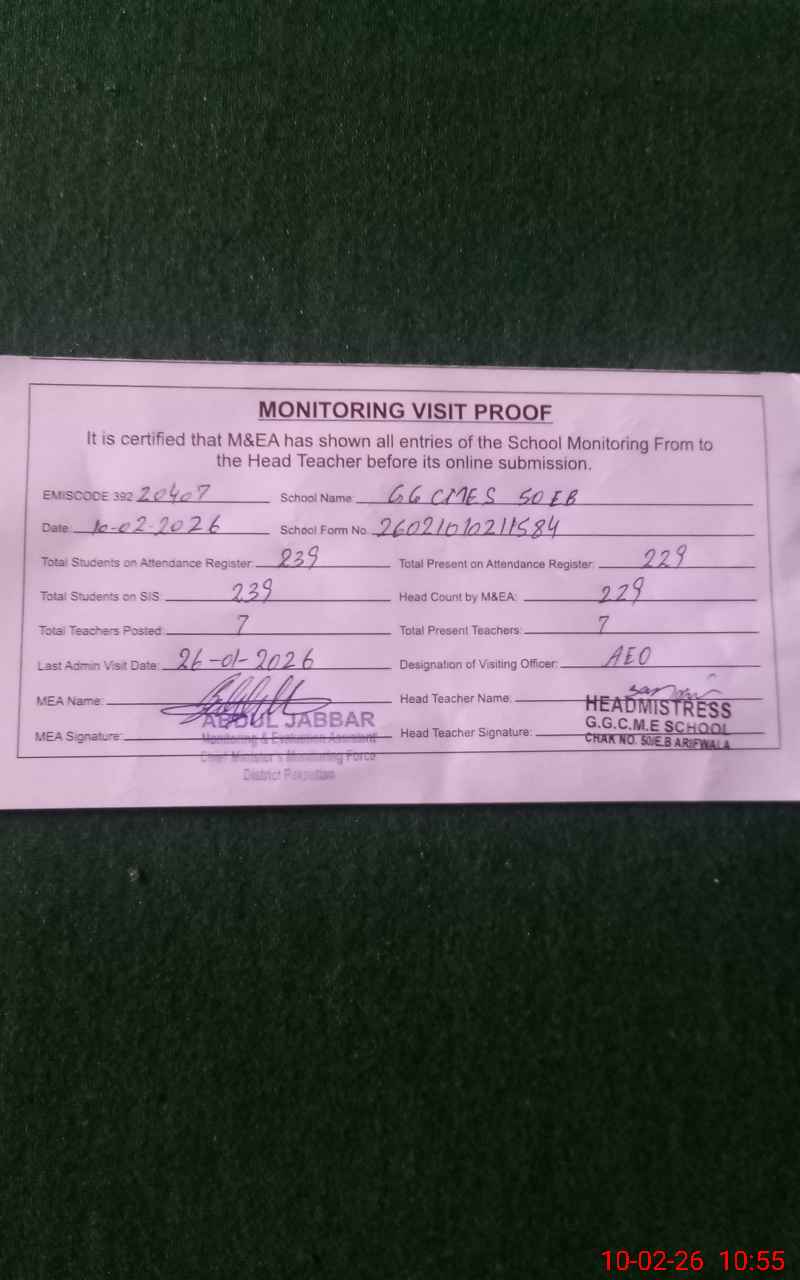 MONITORING VISIT PROOF
It is certified that M&EA has shown all entries of the School Monitoring From to
the Head Teacher before its online submission.
EMISCODE 392 20407 School Name: GG CMES 50 EB
Date: 10-02-2026 School Form No. 26021010211584
Total Students on Attendance Register: 239 Total Present on Attendance Register: 229
Total Students on SIS: 239 Head Count by M&EA: 229
Total Teachers Posted: 7 Total Present Teachers: 7
Last Admin Visit Date: 26-01-2026 Designation of Visiting Officer: AEO
MEA Name: Head Teacher Name:
HEADMISTRESS
ABDUL JABBAR G.G.C.M.E SCHOOL
MEA Signature: Monitoring & Evaluation Assistant Head Teacher Signature: CHAK NO. 50/E.B ARIFWALA
Chief Minister's Monitoring Force
District Pakpattan
10-02-26 10:55